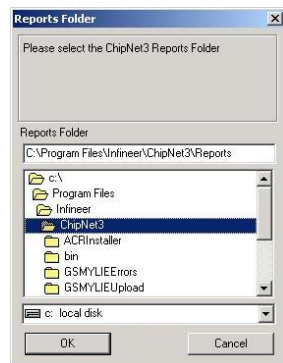 Reports Folder
Please select the ChipNet3 Reports Folder
Reports Folder
C:\Program Files\Infineer\ChipNet3\Reports
c:\
Program Files
Infineer
ChipNet3
ACRInstaller
bin
GSMYLIEErrors
GSMYLIEUpload
c: local disk
OK Cancel